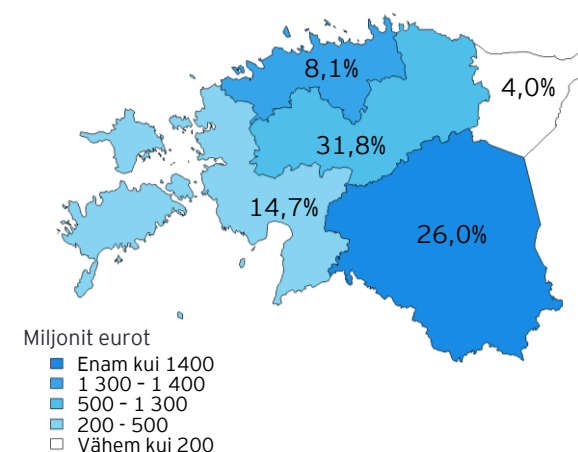 8,1%
4,0%
31,8%
14,7%
26,0%
Miljonit eurot
Enam kui 1400
1 300 – 1 400
500 – 1 300
200 - 500
Vähem kui 200